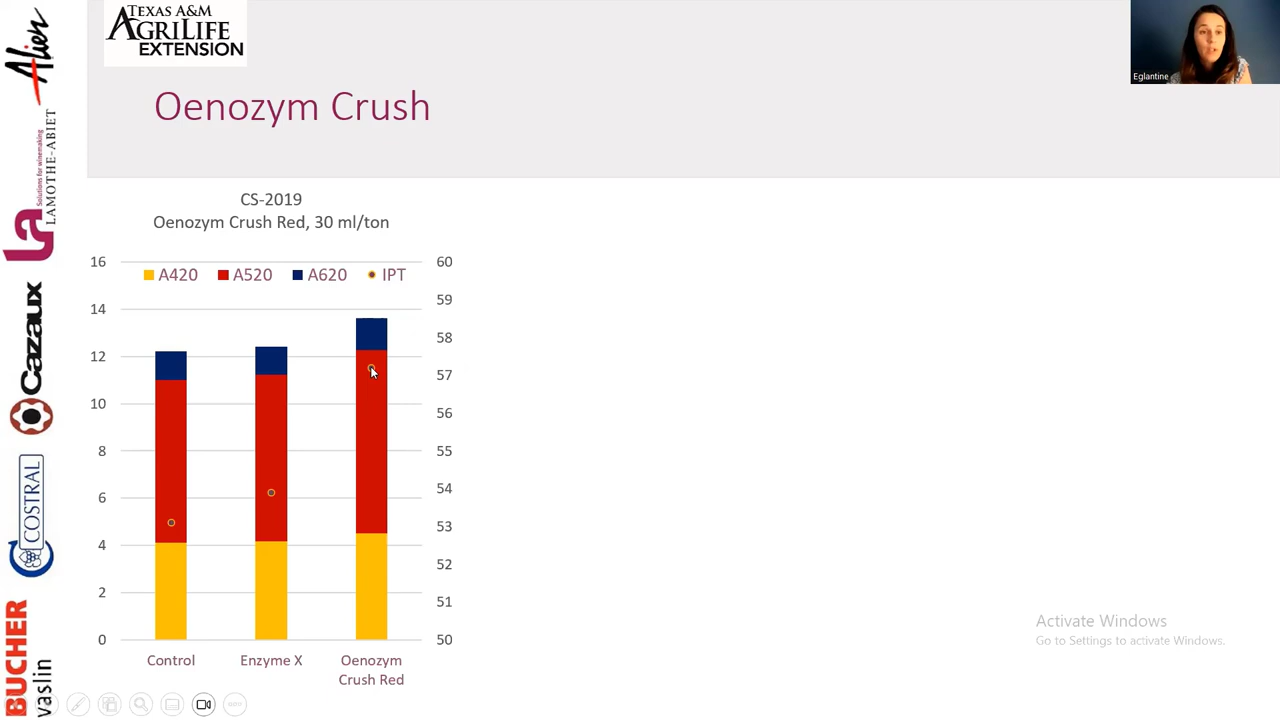 TEXAS A&M
AGRILIFE
EXTENSION
Eglantine
Alien
Solutions for winemaking
LAMOTHE-ABIET
Cazaux
COSTRAL
BUCHER
vaslin
Oenozym Crush
CS-2019
Oenozym Crush Red, 30 ml/ton
A420 A520 A620 IPT
16 60
59
14
58
12
57
10 56
8 55
54
6
53
4
52
2 51
0 50
Control Enzyme X Oenozym
Crush Red
Activate Windows
Go to Settings to activate Windows.